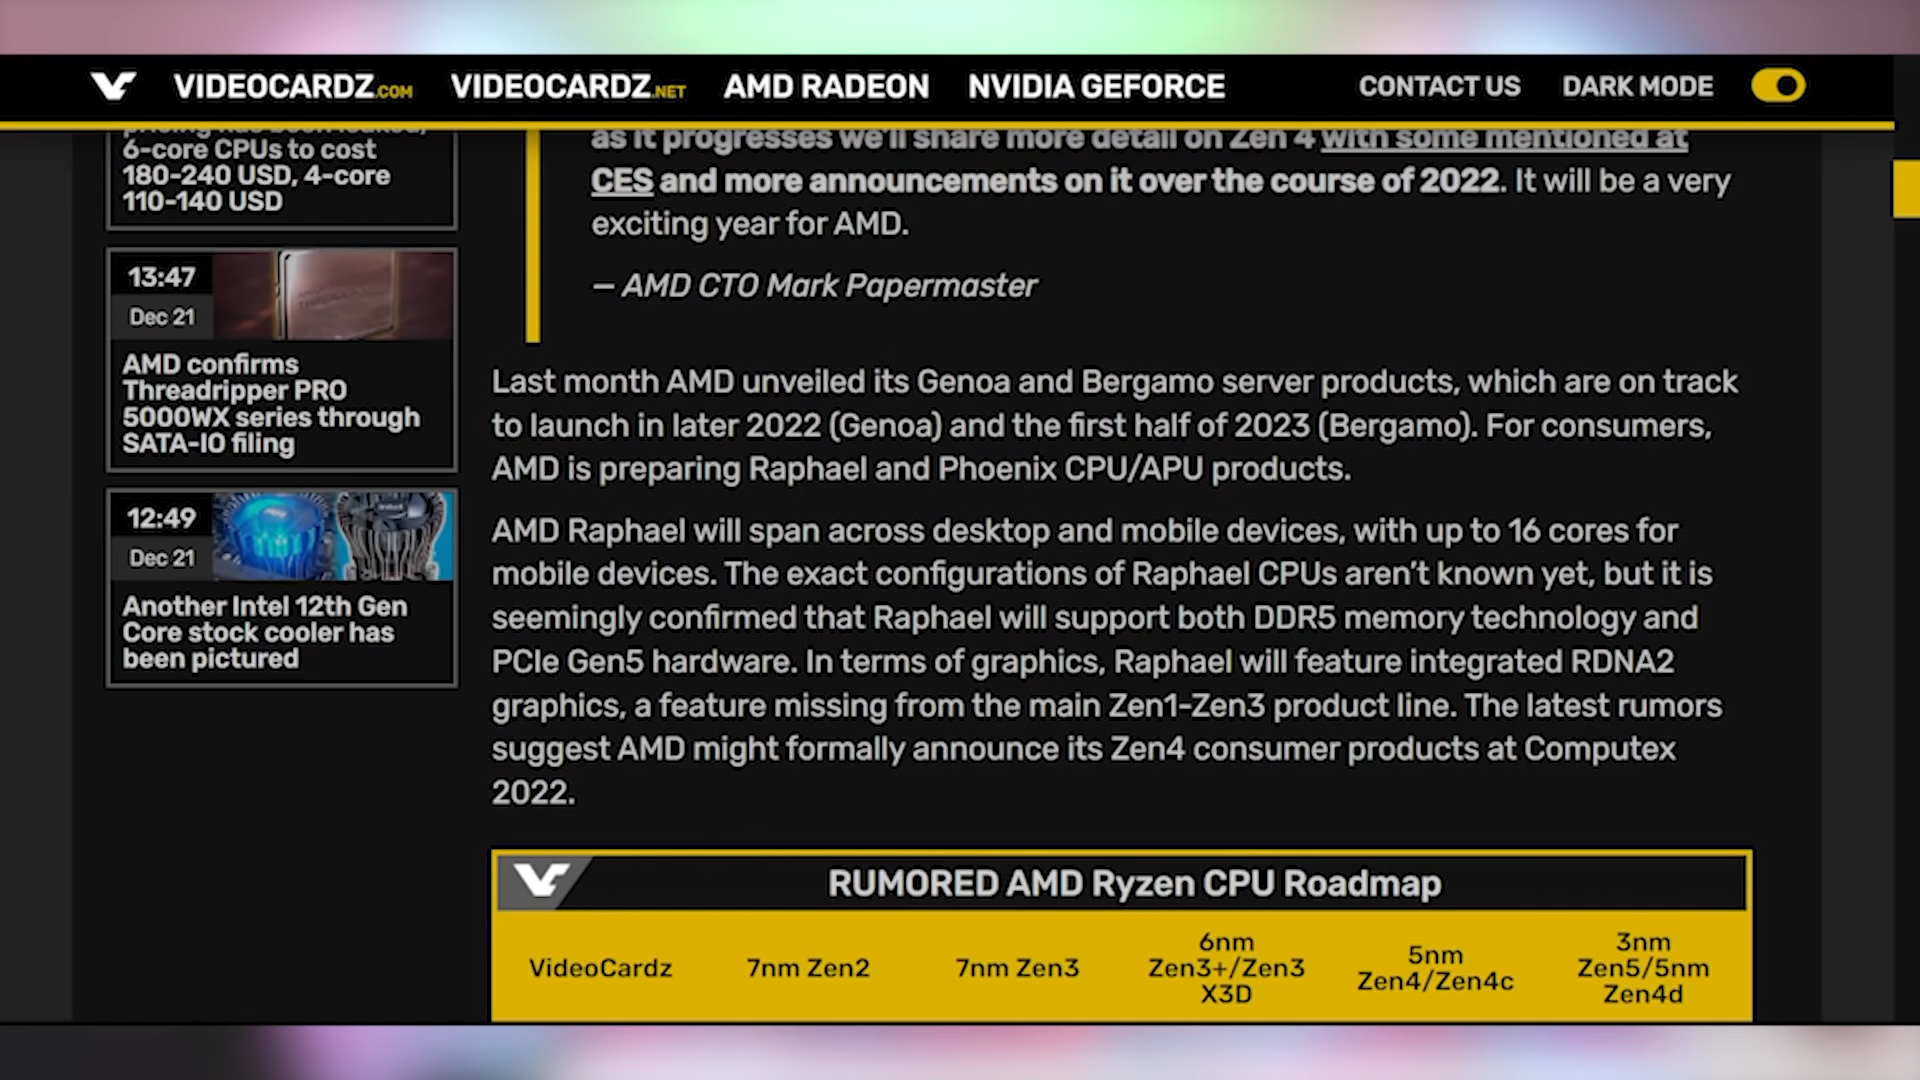 VIDEOCARDZ.COM VIDEOCARDZ.NET AMD RADEON NVIDIA GEFORCE CONTACT US DARK MODE
pricing has been leaked,
6-core CPUs to cost
180-240 USD, 4-core
110-140 USD
13:47
Dec 21
AMD confirms
Threadripper PRO
5000WX series through
SATA-IO filing
12:49
Dec 21
Another Intel 12th Gen
Core stock cooler has
been pictured
as it progresses we'll share more detail on Zen 4 with some mentioned at
CES and more announcements on it over the course of 2022. It will be a very
exciting year for AMD.
— AMD CTO Mark Papermaster
Last month AMD unveiled its Genoa and Bergamo server products, which are on track
to launch in later 2022 (Genoa) and the first half of 2023 (Bergamo). For consumers,
AMD is preparing Raphael and Phoenix CPU/APU products.
AMD Raphael will span across desktop and mobile devices, with up to 16 cores for
mobile devices. The exact configurations of Raphael CPUs aren't known yet, but it is
seemingly confirmed that Raphael will support both DDR5 memory technology and
PCIe Gen5 hardware. In terms of graphics, Raphael will feature integrated RDNA2
graphics, a feature missing from the main Zen1-Zen3 product line. The latest rumors
suggest AMD might formally announce its Zen4 consumer products at Computex
2022.
RUMORED AMD Ryzen CPU Roadmap
VideoCardz
7nm Zen2
7nm Zen3
6nm
Zen3+/Zen3
X3D
5nm
Zen4/Zen4c
3nm
Zen5/5nm
Zen4d